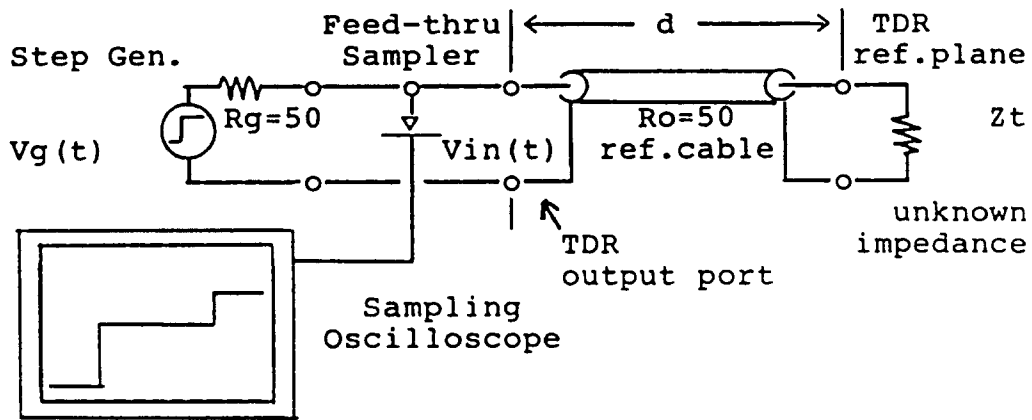 Feed-thru
Sampler
d
TDR
ref.plane
Step Gen.
Rg=50
Vg(t)
Vin(t)
Ro=50
ref.cable
Zt
unknown
impedance
TDR
output port
Sampling
Oscilloscope